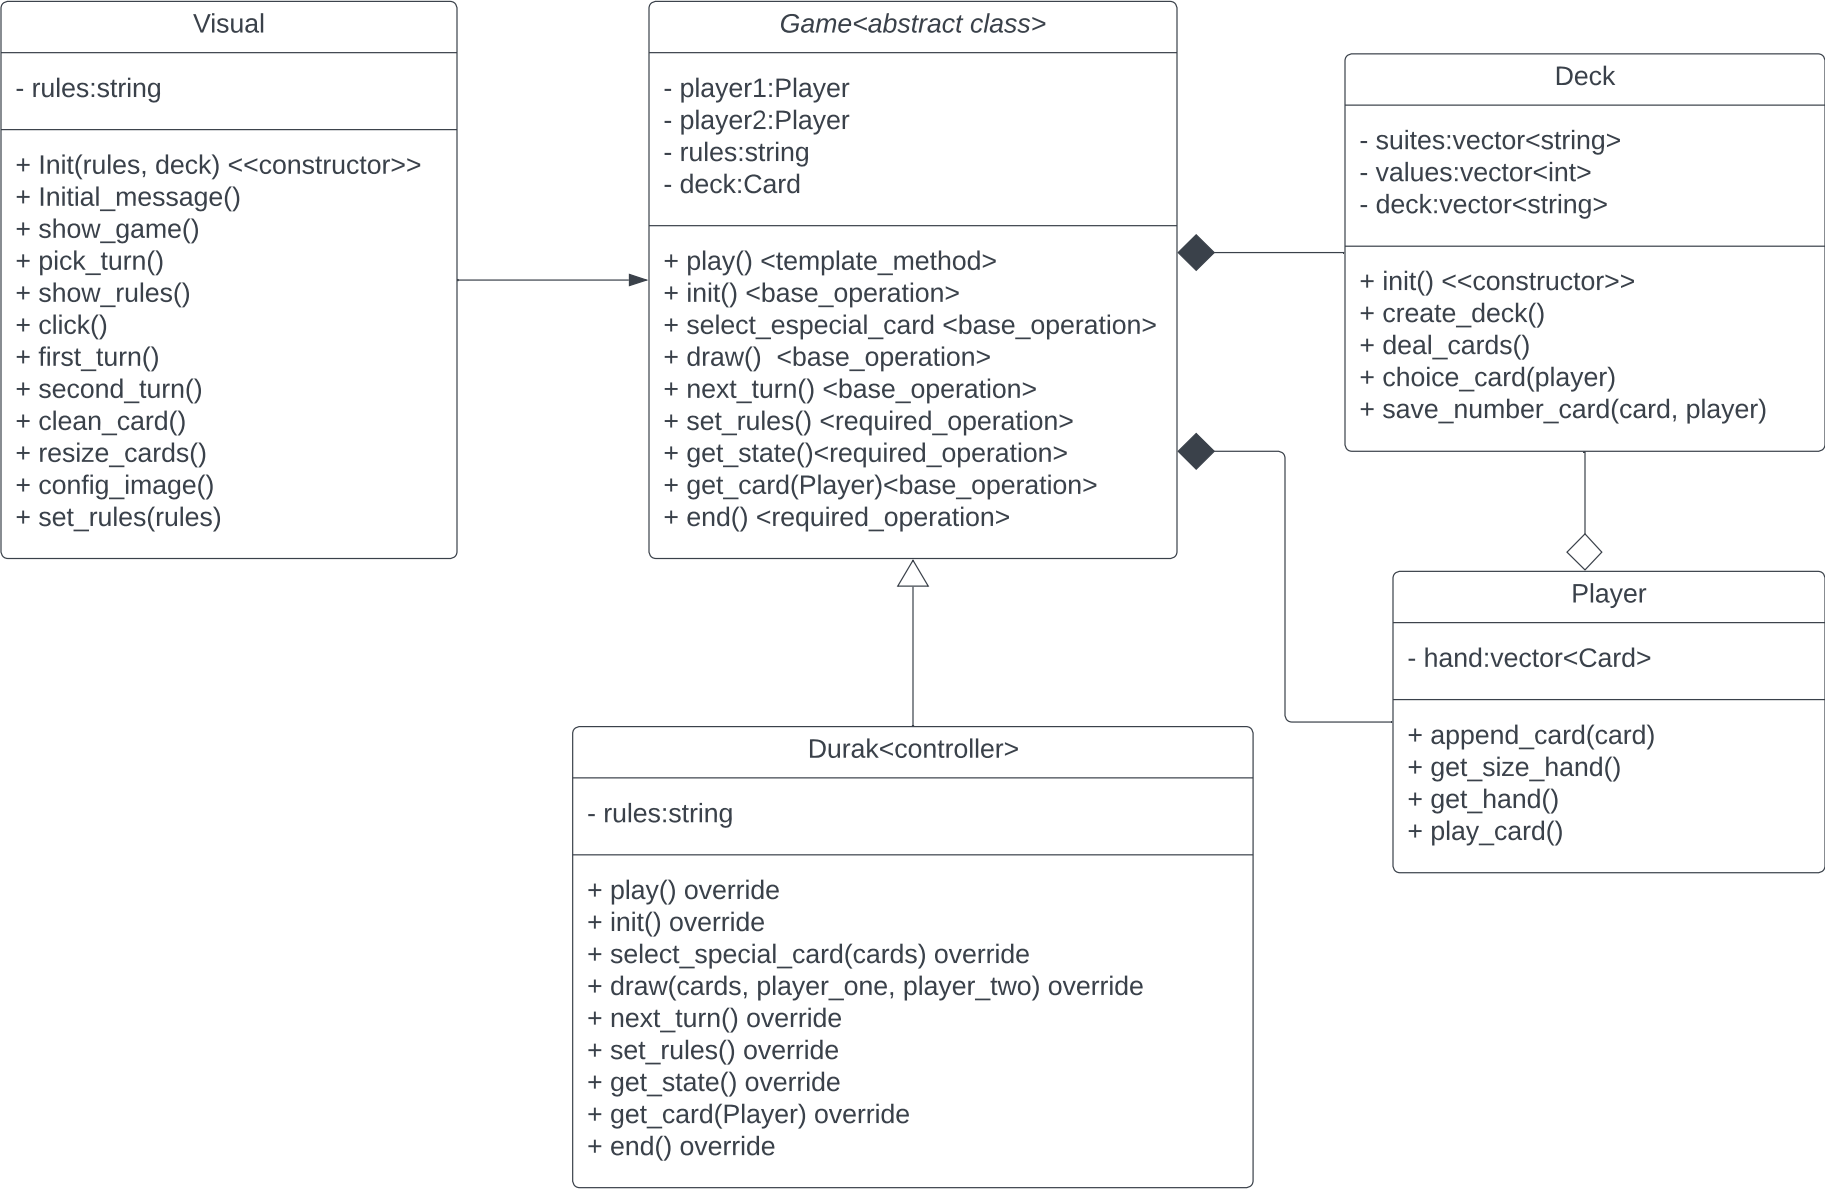 Visual
- rules:string
+ Init(rules, deck) <<constructor>>
+ Initial_message()
+ show_game()
+ pick_turn()
+ show_rules()
+ click()
+ first_turn()
+ second_turn()
+ clean_card()
+ resize_cards()
+ config_image()
+ set_rules(rules)
Game<abstract class>
- player1:Player
- player2:Player
- rules:string
- deck:Card
+ play() <template_method>
+ init() <base_operation>
+ select_especial_card <base_operation>
+ draw()  <base_operation>
+ next_turn() <base_operation>
+ set_rules() <required_operation>
+ get_state()<required_operation>
+ get_card(Player)<base_operation>
+ end() <required_operation>
Deck
- suites:vector<string>
- values:vector<int>
- deck:vector<string>
+ init() <<constructor>>
+ create_deck()
+ deal_cards()
+ choice_card(player)
+ save_number_card(card, player)
Player
- hand:vector<Card>
+ append_card(card)
+ get_size_hand()
+ get_hand()
+ play_card()
Durak<controller>
- rules:string
+ play() override
+ init() override
+ select_special_card(cards) override
+ draw(cards, player_one, player_two) override
+ next_turn() override
+ set_rules() override
+ get_state() override
+ get_card(Player) override
+ end() override